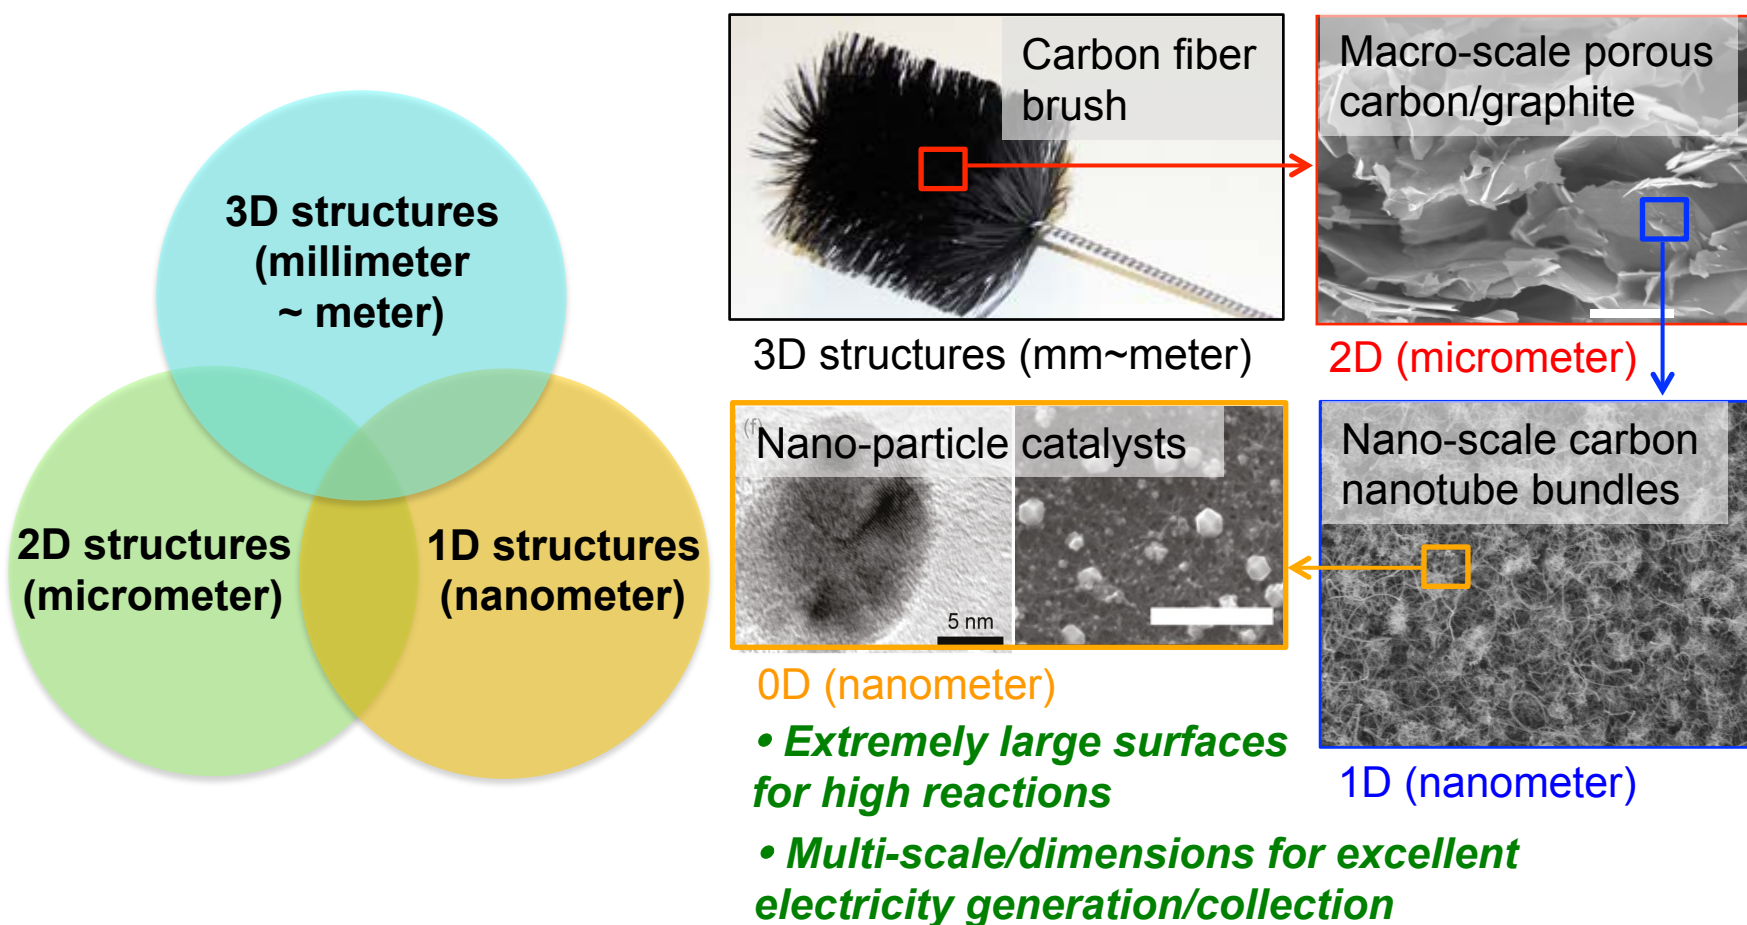 3D structures
(millimeter
~ meter)
2D structures
(micrometer)
1D structures
(nanometer)
Carbon fiber
brush
3D structures (mm~meter)
Macro-scale porous
carbon/graphite
2D (micrometer)
(f)
Nano-particle catalysts
5 nm
0D (nanometer)
Nano-scale carbon
nanotube bundles
1D (nanometer)
• Extremely large surfaces
for high reactions
• Multi-scale/dimensions for excellent
electricity generation/collection